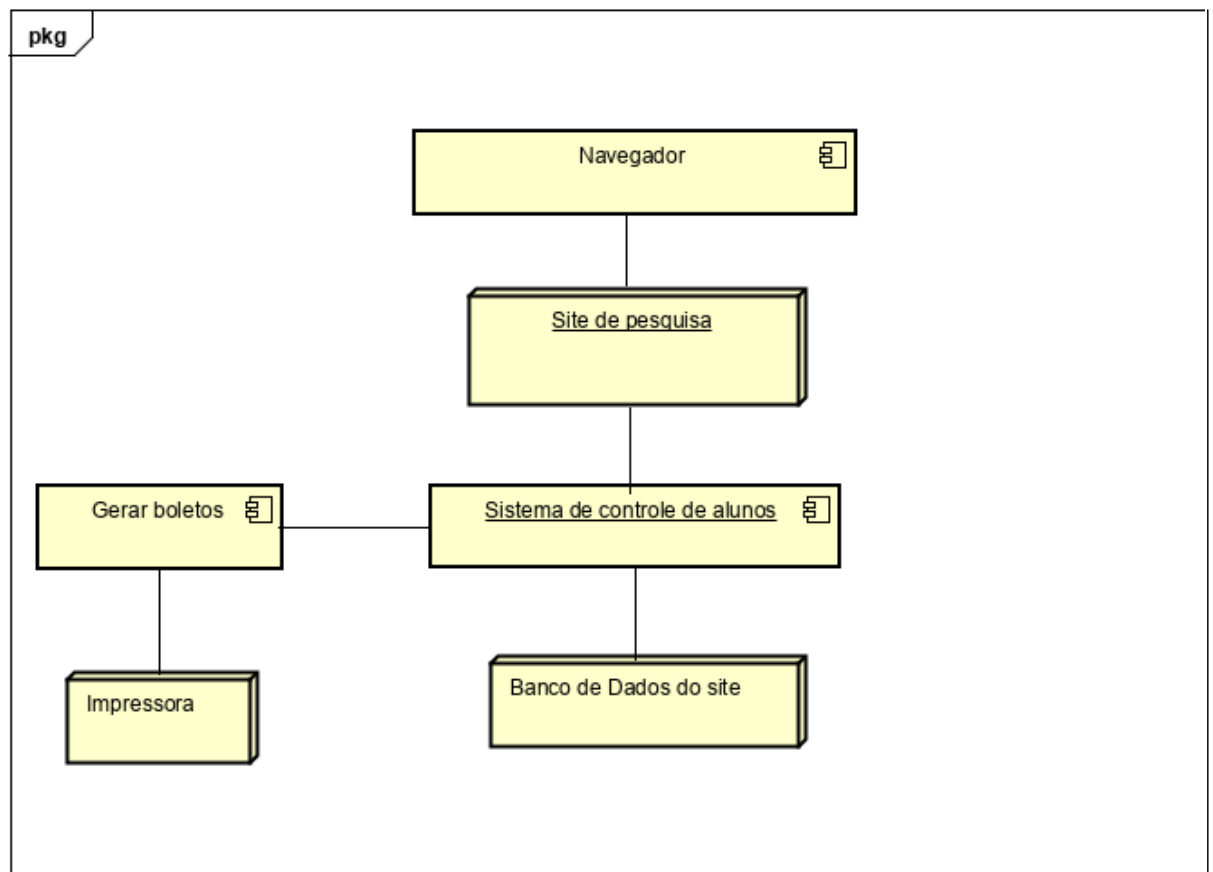 pkg
Navegador
Site de pesquisa
Gerar boletos
Sistema de controle de alunos
Impressora
Banco de Dados do site